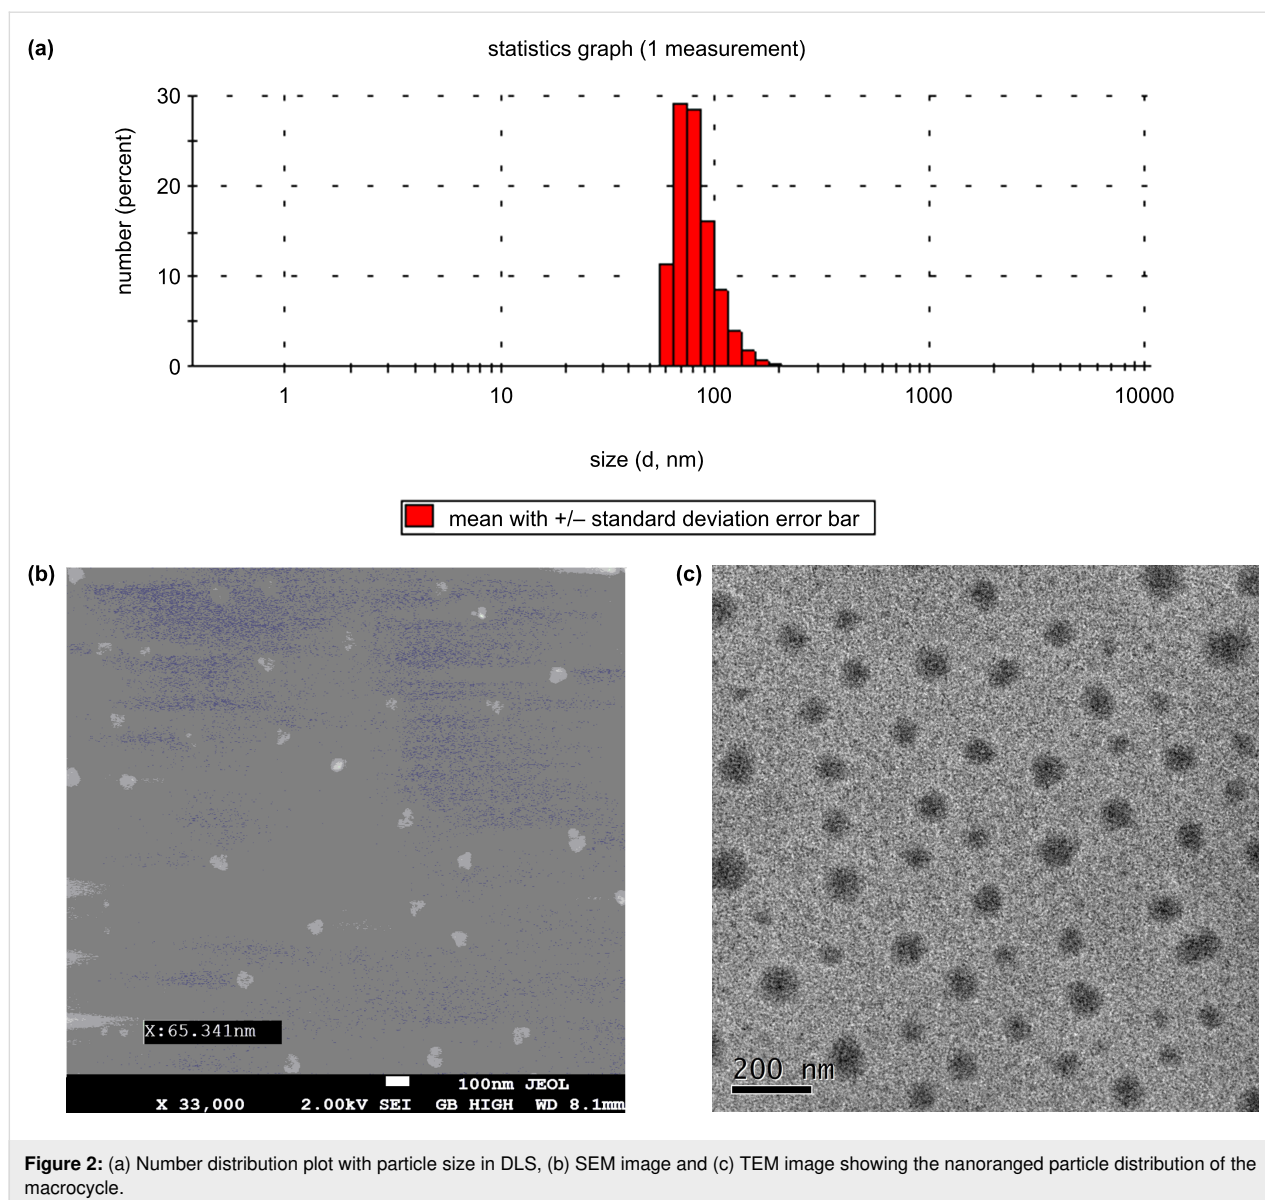 (a)
statistics graph (1 measurement)
number (percent)
30
20
10
0
1 10 100 1000 10000
size (d, nm)
mean with +/– standard deviation error bar
(b)
X:65.341nm
100nm JEOL
X 33,000 2.00kV SEI GB HIGH WD 8.1mm
(c)
200 nm
Figure 2: (a) Number distribution plot with particle size in DLS, (b) SEM image and (c) TEM image showing the nanoranged particle distribution of the
macrocycle.